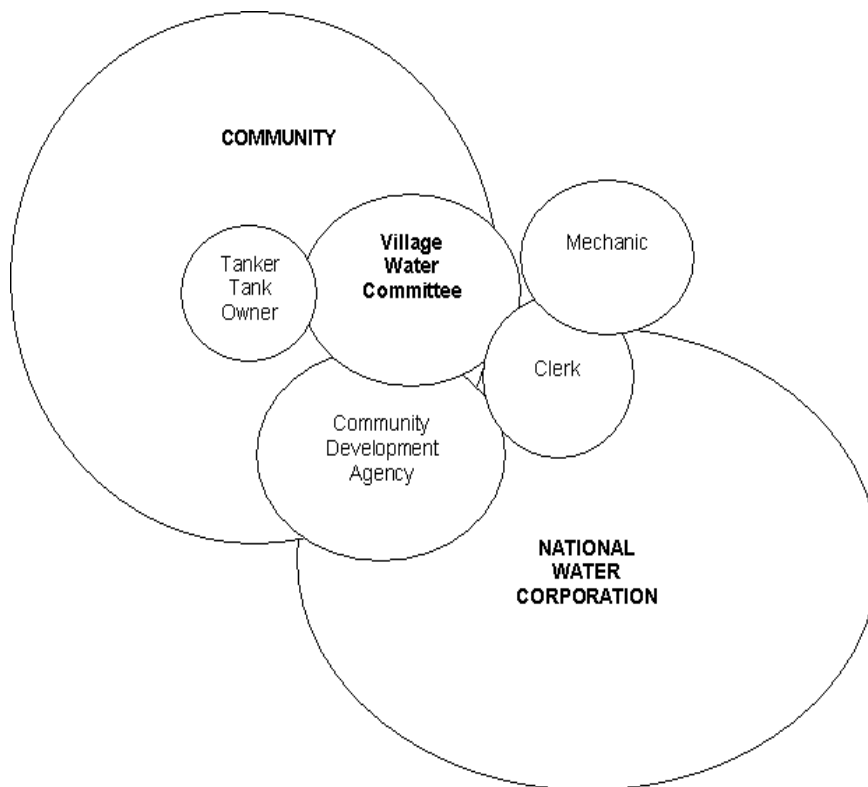 COMMUNITY
Village
Water
Committee
Mechanic
Tanker
Tank
Owner
Clerk
Community
Development
Agency
NATIONAL
WATER
CORPORATION